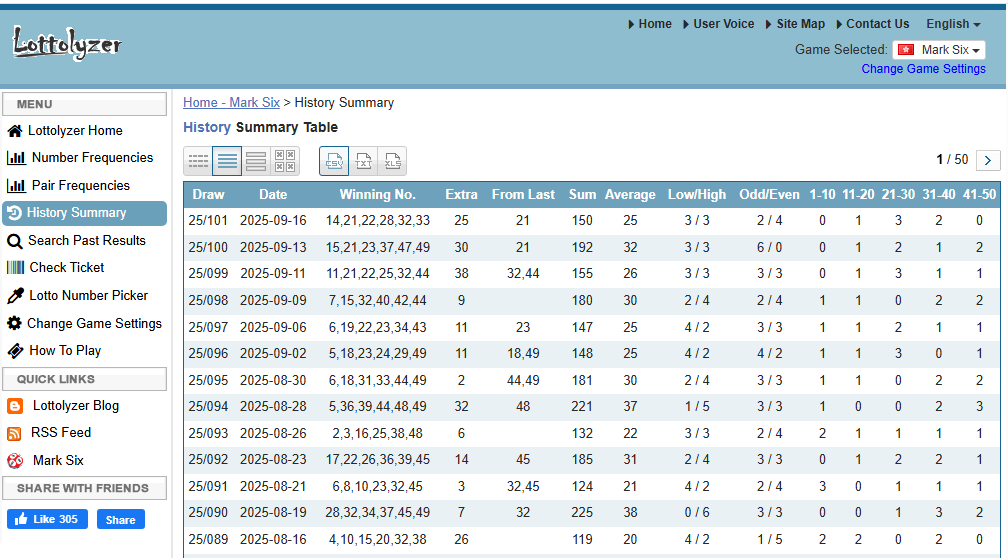 Lottolyzer
Home User Voice Site Map Contact Us English
Game Selected: Mark Six
Change Game Settings
MENU
Lottolyzer Home
Number Frequencies
Pair Frequencies
History Summary
Search Past Results
Check Ticket
Lotto Number Picker
Change Game Settings
How To Play
QUICK LINKS
Lottolyzer Blog
RSS Feed
Mark Six
SHARE WITH FRIENDS
Like 305 Share
Home - Mark Six > History Summary
History Summary Table
CSV TXT XLS
1 / 50
Draw Date Winning No. Extra From Last Sum Average Low/High Odd/Even 1-10 11-20 21-30 31-40 41-50
25/101 2025-09-16 14,21,22,28,32,33 25 21 150 25 3 / 3 2 / 4 0 1 3 2 0
25/100 2025-09-13 15,21,23,37,47,49 30 21 192 32 3 / 3 6 / 0 0 1 2 1 2
25/099 2025-09-11 11,21,22,25,32,44 38 32,44 155 26 3 / 3 3 / 3 0 1 3 1 1
25/098 2025-09-09 7,15,32,40,42,44 9 180 30 2 / 4 2 / 4 1 1 0 2 2
25/097 2025-09-06 6,19,22,23,34,43 11 23 147 25 4 / 2 3 / 3 1 1 2 1 1
25/096 2025-09-02 5,18,23,24,29,49 11 18,49 148 25 4 / 2 4 / 2 1 1 3 0 1
25/095 2025-08-30 6,18,31,33,44,49 2 44,49 181 30 2 / 4 3 / 3 1 1 0 2 2
25/094 2025-08-28 5,36,39,44,48,49 32 48 221 37 1 / 5 3 / 3 1 0 0 2 3
25/093 2025-08-26 2,3,16,25,38,48 6 132 22 3 / 3 2 / 4 2 1 1 1 1
25/092 2025-08-23 17,22,26,36,39,45 14 45 185 31 2 / 4 3 / 3 0 1 2 2 1
25/091 2025-08-21 6,8,10,23,32,45 3 32,45 124 21 4 / 2 2 / 4 3 0 1 1 1
25/090 2025-08-19 28,32,34,37,45,49 7 32 225 38 0 / 6 3 / 3 0 0 1 3 2
25/089 2025-08-16 4,10,15,20,32,38 26 119 20 4 / 2 1 / 5 2 2 0 2 0